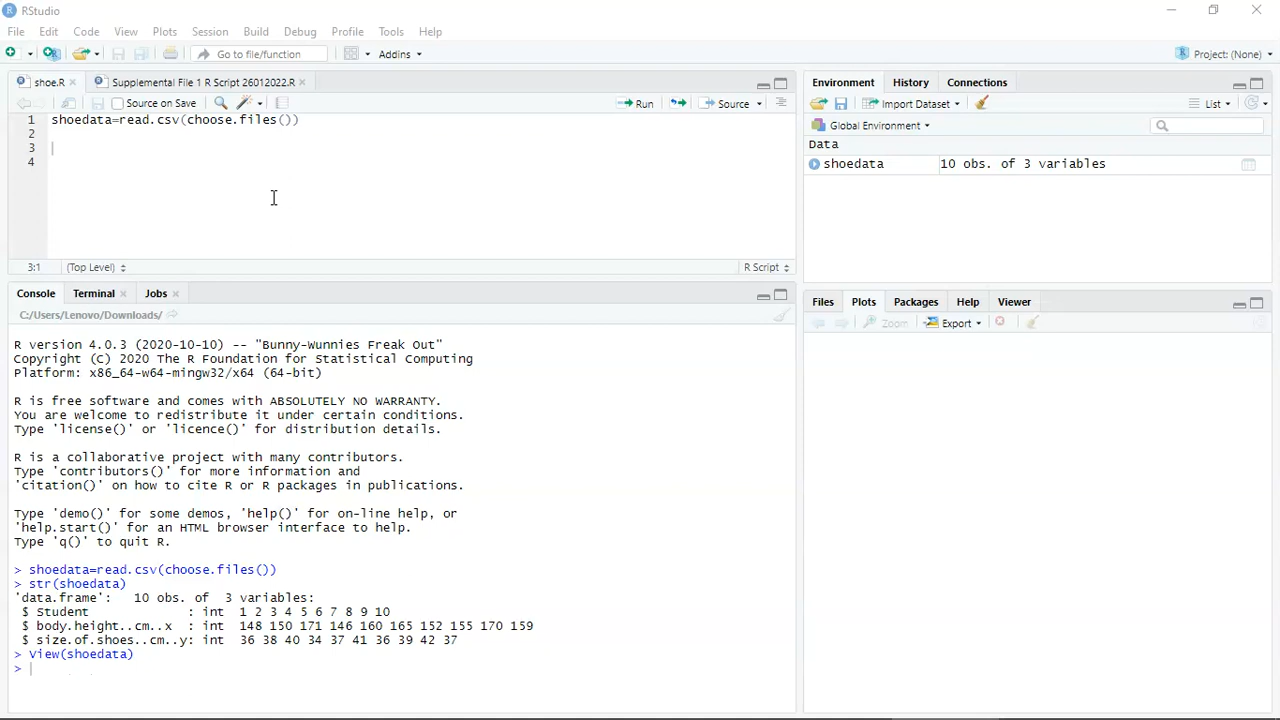 RStudio
File Edit Code View Plots Session Build Debug Profile Tools Help
Go to file/function Addins Project: (None)
shoe.R Supplemental File 1 R Script 26012022.R
Source on Save Run Source
1 shoedata=read.csv(choose.files())
2
3
4
3:1 (Top Level) R Script
Console Terminal Jobs
C:/Users/Lenovo/Downloads/
R version 4.0.3 (2020-10-10) -- "Bunny-Wunnies Freak Out"
Copyright (C) 2020 The R Foundation for Statistical Computing
Platform: x86_64-w64-mingw32/x64 (64-bit)
R is free software and comes with ABSOLUTELY NO WARRANTY.
You are welcome to redistribute it under certain conditions.
Type 'license()' or 'licence()' for distribution details.
R is a collaborative project with many contributors.
Type 'contributors()' for more information and
'citation()' on how to cite R or R packages in publications.
Type 'demo()' for some demos, 'help()' for on-line help, or
'help.start()' for an HTML browser interface to help.
Type 'q()' to quit R.
> shoedata=read.csv(choose.files())
> str(shoedata)
'data.frame': 10 obs. of 3 variables:
$ Student : int 1 2 3 4 5 6 7 8 9 10
$ body.height..cm..x : int 148 150 171 146 160 165 152 155 170 159
$ size.of.shoes..cm..y: int 36 38 40 34 37 41 36 39 42 37
> View(shoedata)
>
Environment History Connections
Import Dataset List
Global Environment
Data
shoedata 10 obs. of 3 variables
Files Plots Packages Help Viewer
Zoom Export